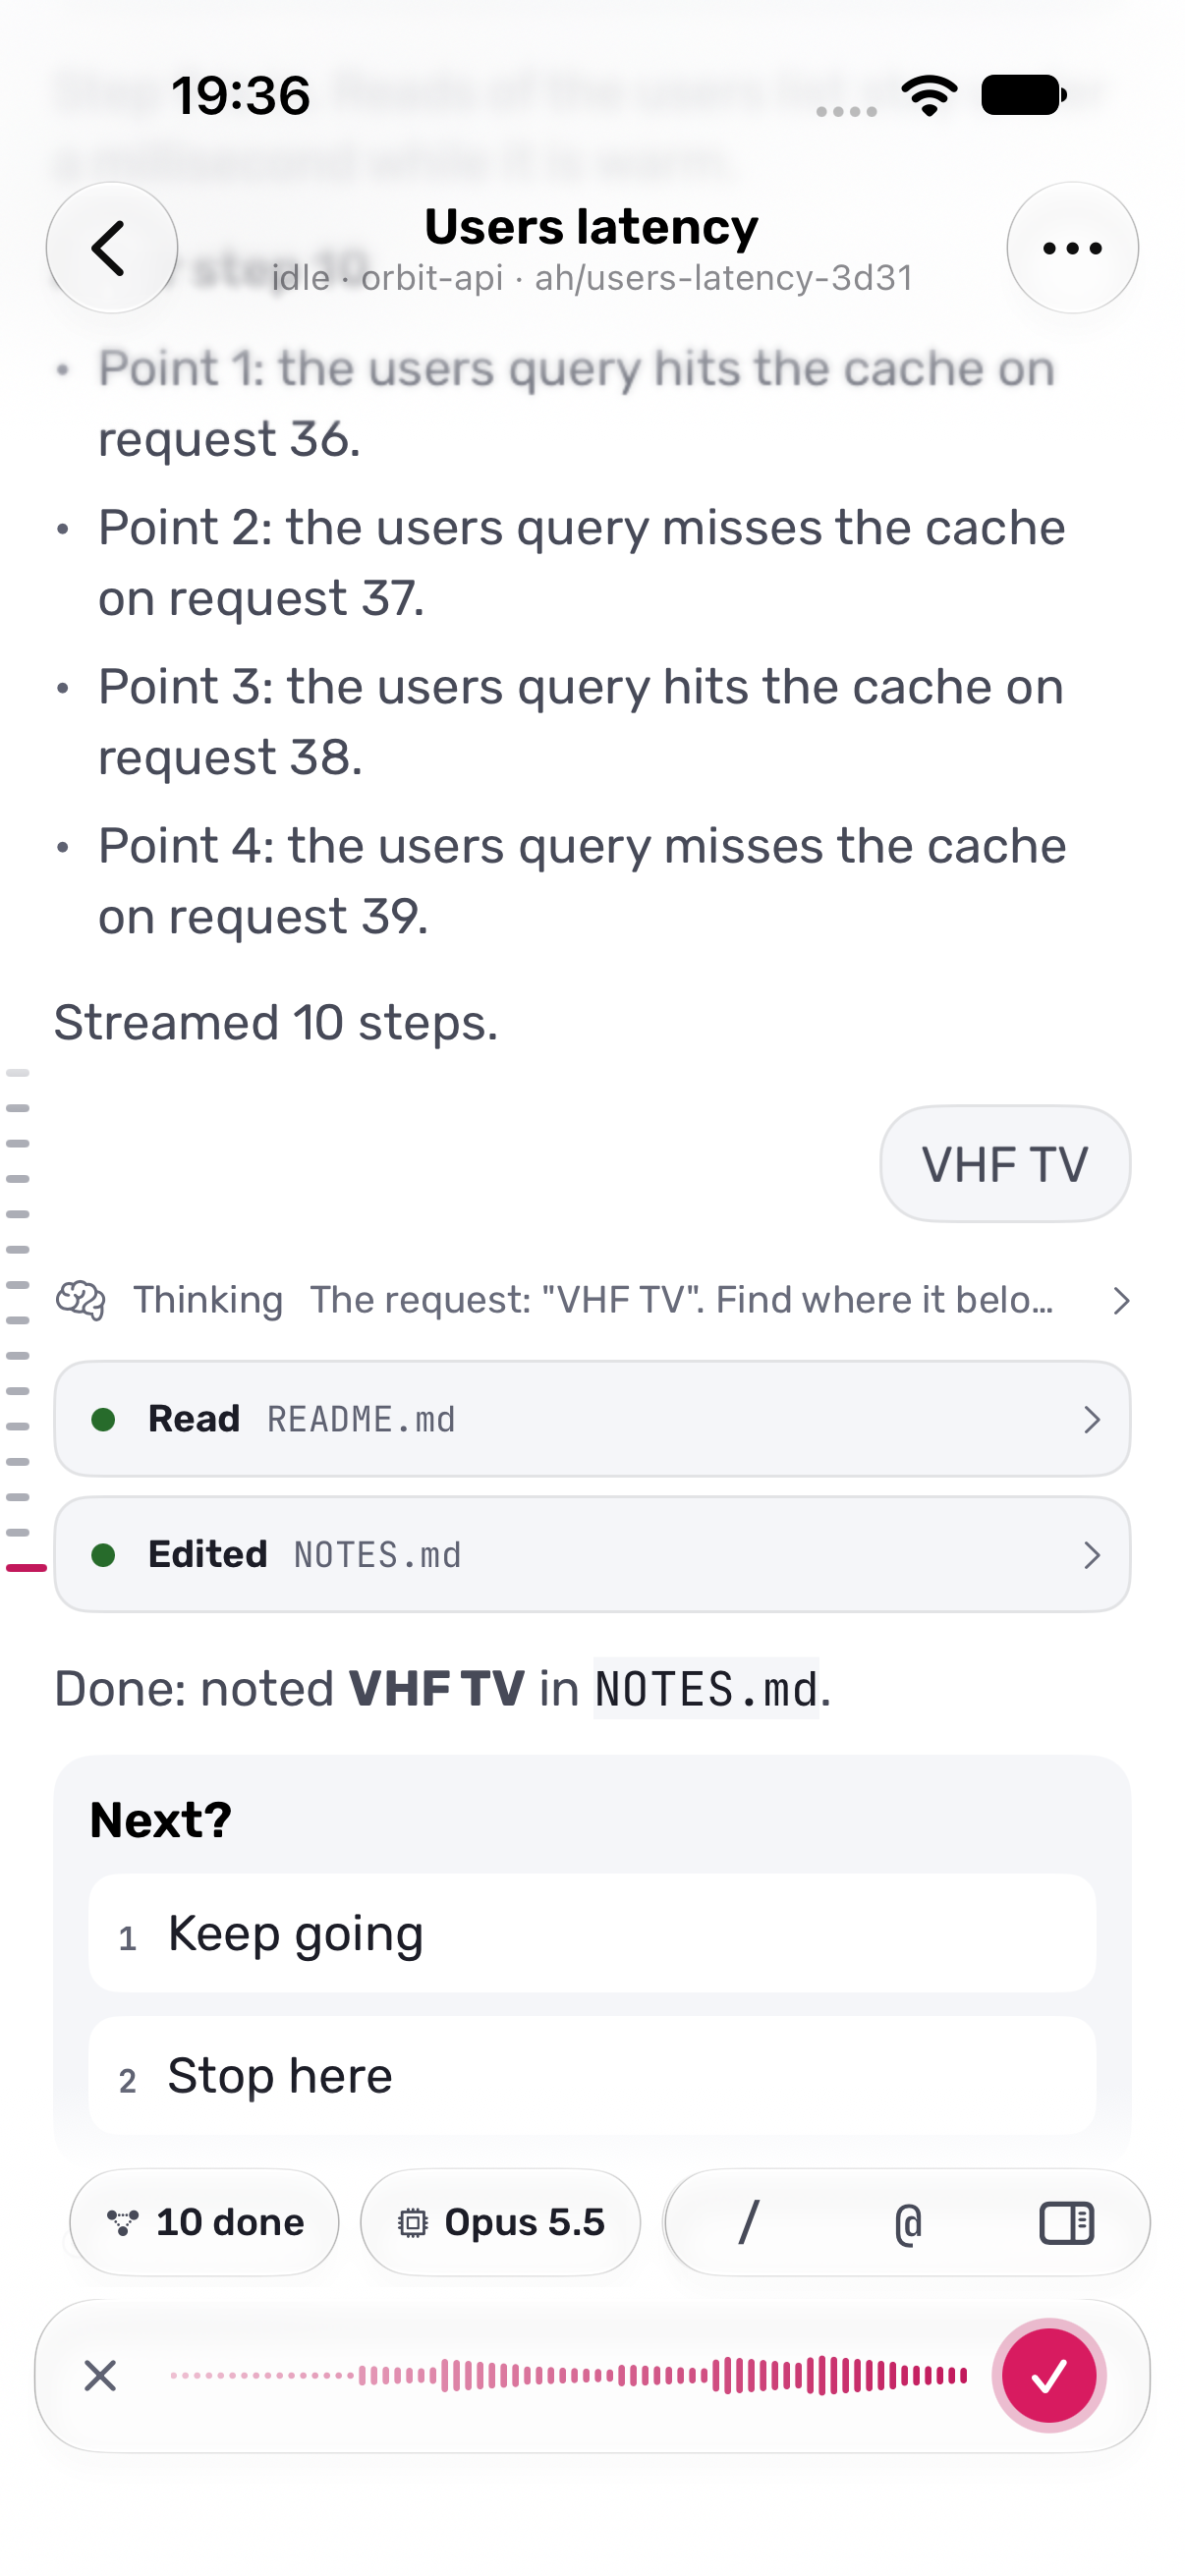 19:36
Users latency
idle · orbit-api · ah/users-latency-3d31
step 10
• Point 1: the users query hits the cache on
request 36.
• Point 2: the users query misses the cache
on request 37.
• Point 3: the users query hits the cache on
request 38.
• Point 4: the users query misses the cache
on request 39.
Streamed 10 steps.
VHF TV
Thinking The request: "VHF TV". Find where it belo...
Read README.md
Edited NOTES.md
Done: noted VHF TV in NOTES.md.
Next?
1 Keep going
2 Stop here
10 done Opus 5.5 / @